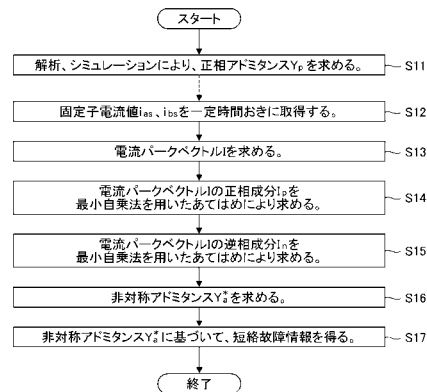 スタート
解析、シミュレーションにより、正相アドミタンスYpを求める。
S11
固定子電流値ias、ibsを一定時間おきに取得する。
S12
電流パークベクトルIを求める。
S13
電流パークベクトルIの正相成分Ipを
最小自乗法を用いたあてはめにより求める。
S14
電流パークベクトルIの逆相成分Inを
最小自乗法を用いたあてはめにより求める。
S15
非対称アドミタンスYa*を求める。
S16
非対称アドミタンスYa*に基づいて、短絡故障情報を得る。
S17
終了